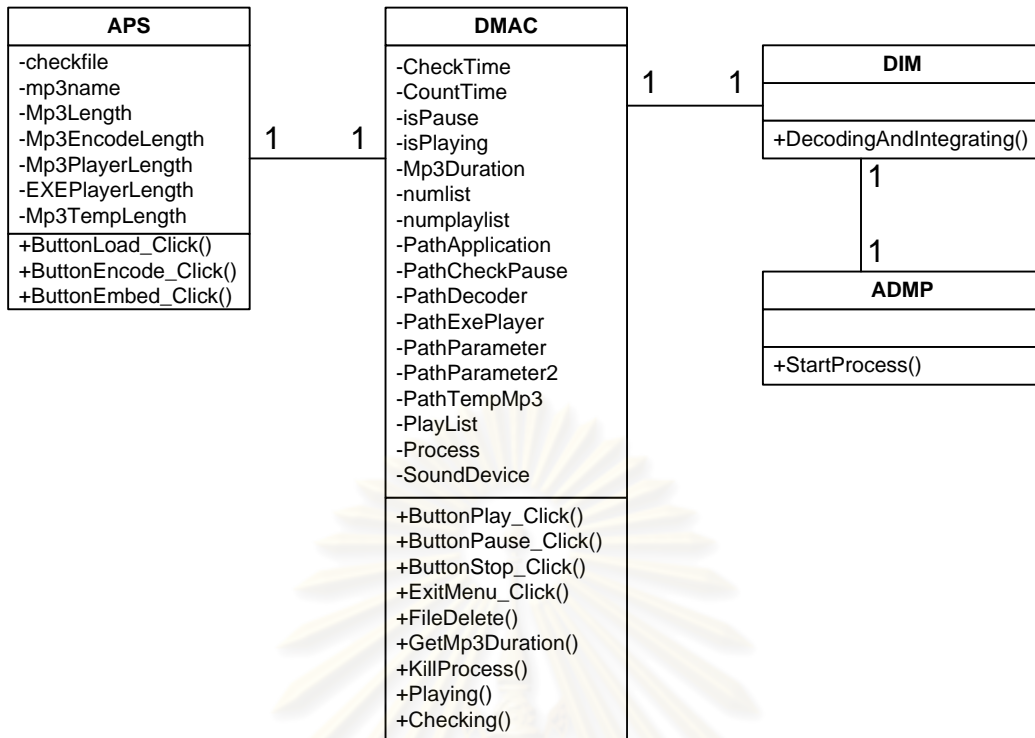 APS
-checkfile
-mp3name
-Mp3Length
-Mp3EncodeLength
-Mp3PlayerLength
-EXEPlayerLength
-Mp3TempLength
+ButtonLoad_Click()
+ButtonEncode_Click()
+ButtonEmbed_Click()
1 1
DMAC
-CheckTime
-CountTime
-isPause
-isPlaying
-Mp3Duration
-numlist
-numplaylist
-PathApplication
-PathCheckPause
-PathDecoder
-PathExePlayer
-PathParameter
-PathParameter2
-PathTempMp3
-PlayList
-Process
-SoundDevice
+ButtonPlay_Click()
+ButtonPause_Click()
+ButtonStop_Click()
+ExitMenu_Click()
+FileDelete()
+GetMp3Duration()
+KillProcess()
+Playing()
+Checking()
1 1
DIM
+DecodingAndIntegrating()
1
1
ADMP
+StartProcess()